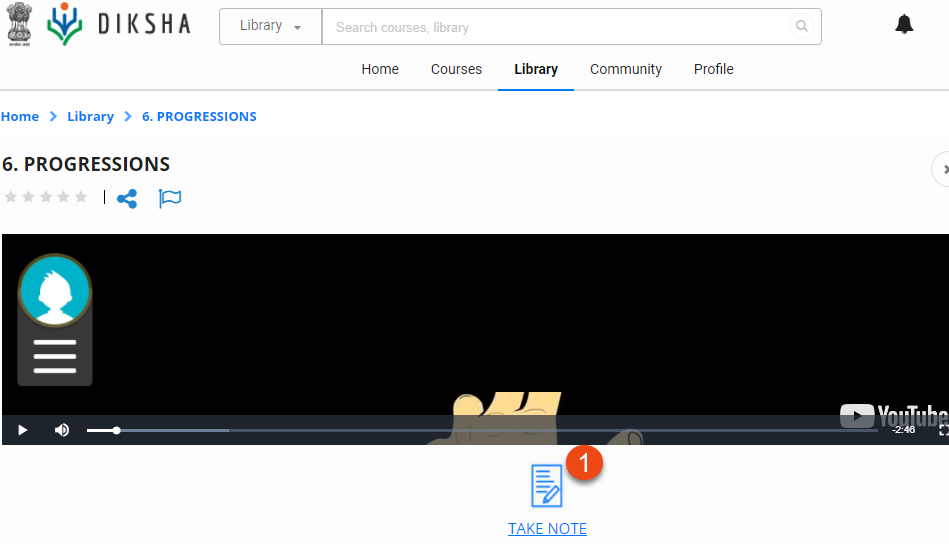 DIKSHA
Library
Search courses, library
Home Courses Library Community Profile
Home Library 6. PROGRESSIONS
6. PROGRESSIONS
YouTube
-2:46
1
TAKE NOTE